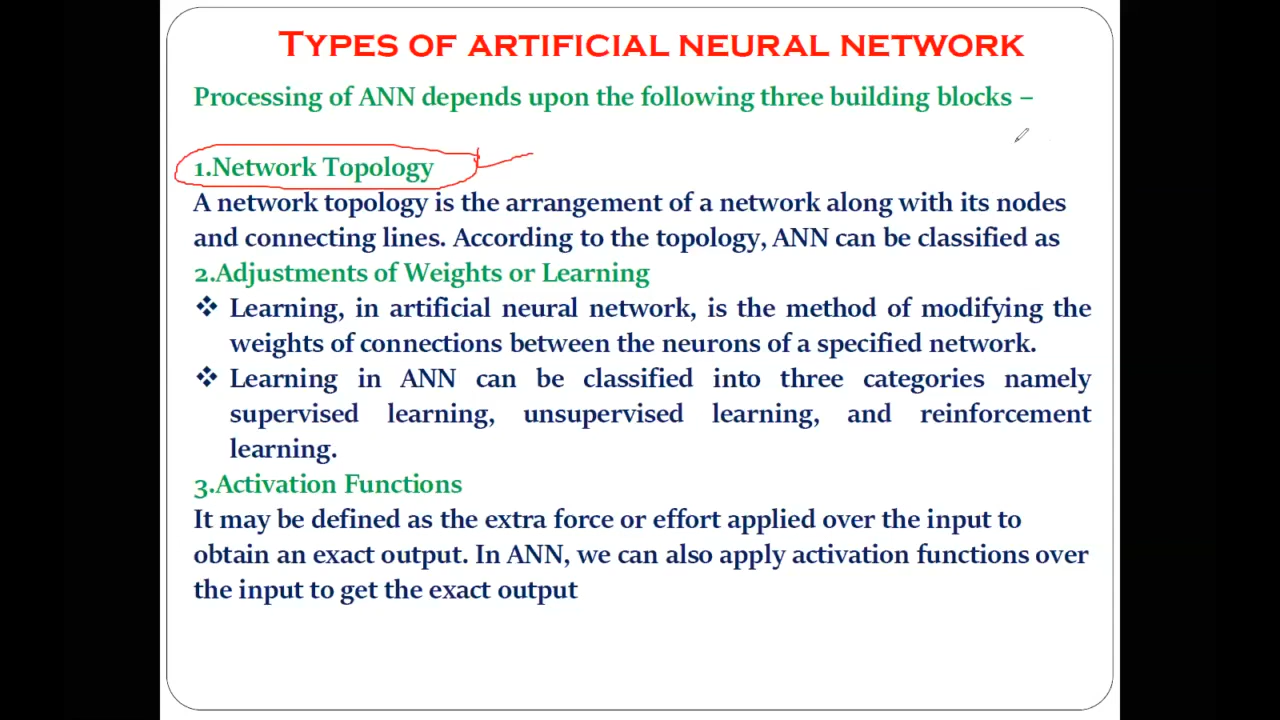 TYPES OF ARTIFICIAL NEURAL NETWORK
Processing of ANN depends upon the following three building blocks –
1.Network Topology
A network topology is the arrangement of a network along with its nodes
and connecting lines. According to the topology, ANN can be classified as
2.Adjustments of Weights or Learning
❖ Learning, in artificial neural network, is the method of modifying the
weights of connections between the neurons of a specified network.
❖ Learning in ANN can be classified into three categories namely
supervised learning, unsupervised learning, and reinforcement
learning.
3.Activation Functions
It may be defined as the extra force or effort applied over the input to
obtain an exact output. In ANN, we can also apply activation functions over
the input to get the exact output